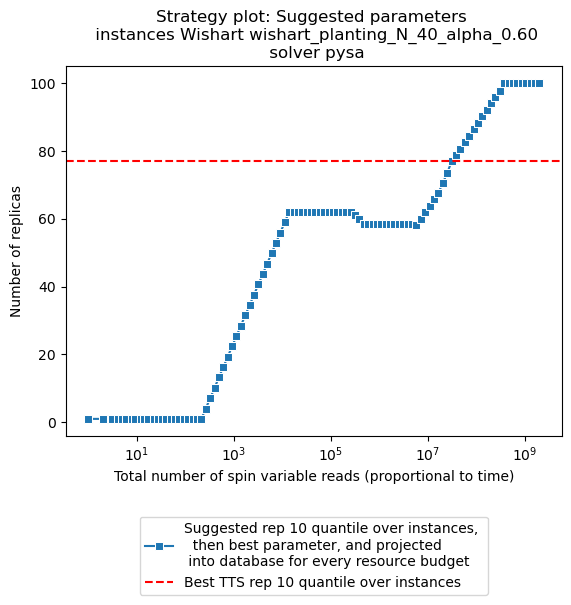 Strategy plot: Suggested parameters
instances Wishart wishart_planting_N_40_alpha_0.60
solver pysa
Number of replicas
100
80
60
40
20
0
10^1
10^3
10^5
10^7
10^9
Total number of spin variable reads (proportional to time)
Suggested rep 10 quantile over instances,
then best parameter, and projected
into database for every resource budget
Best TTS rep 10 quantile over instances